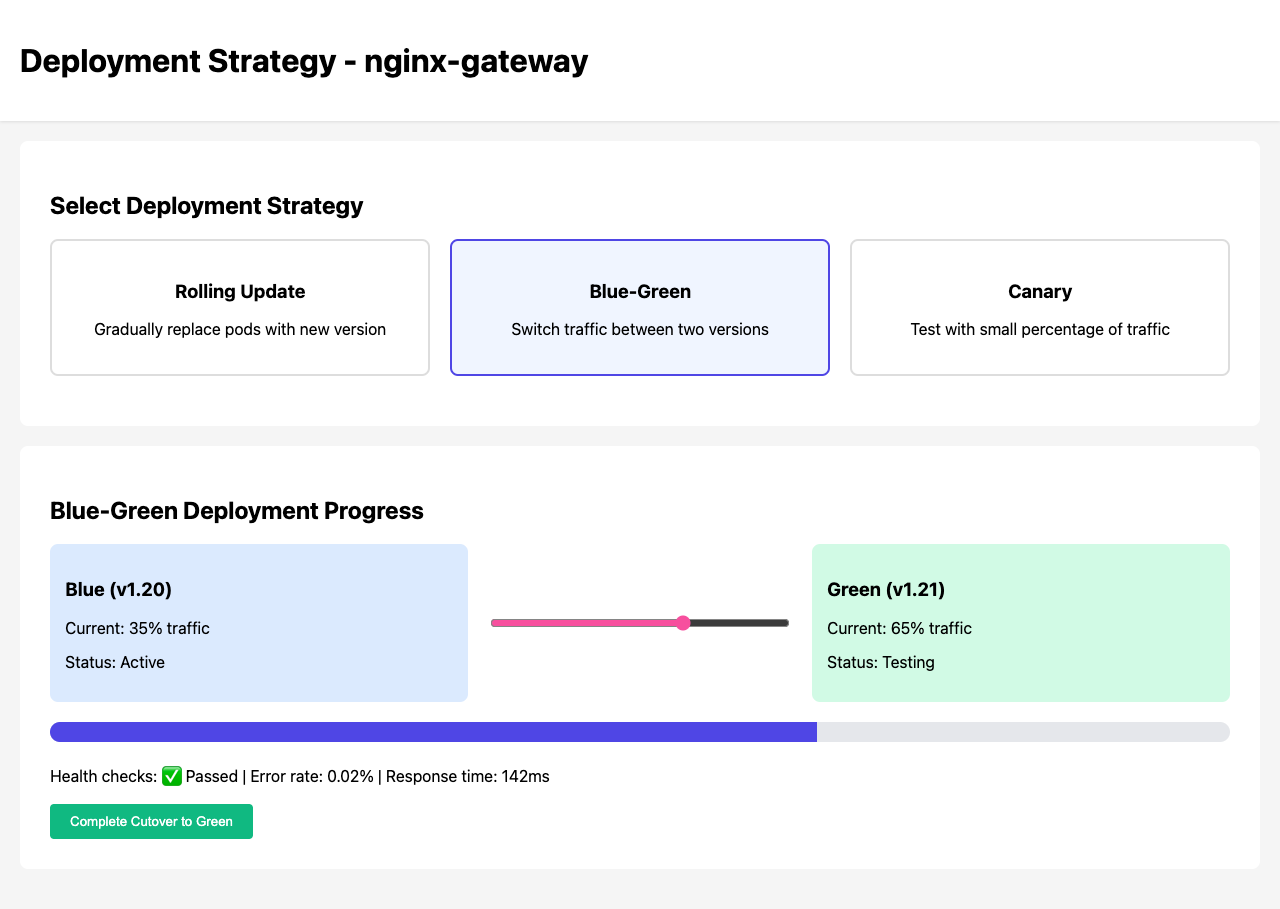 Deployment Strategy - nginx-gateway
Select Deployment Strategy
Rolling Update
Gradually replace pods with new version
Blue-Green
Switch traffic between two versions
Canary
Test with small percentage of traffic
Blue-Green Deployment Progress
Blue (v1.20)
Current: 35% traffic
Status: Active
Green (v1.21)
Current: 65% traffic
Status: Testing
Health checks: ✅ Passed | Error rate: 0.02% | Response time: 142ms
Complete Cutover to Green